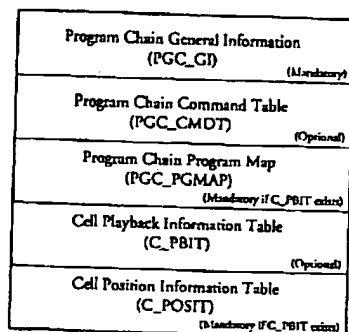 Program Chain General Information
(PGC_GI)
(Mandatory)
Program Chain Command Table
(PGC_CMDT)
(Optional)
Program Chain Program Map
(PGC_PGMAP)
(Mandatory if C_PBIT exists)
Cell Playback Information Table
(C_PBIT)
(Optional)
Cell Position Information Table
(C_POSIT)
(Mandatory if C_PBIT exists)